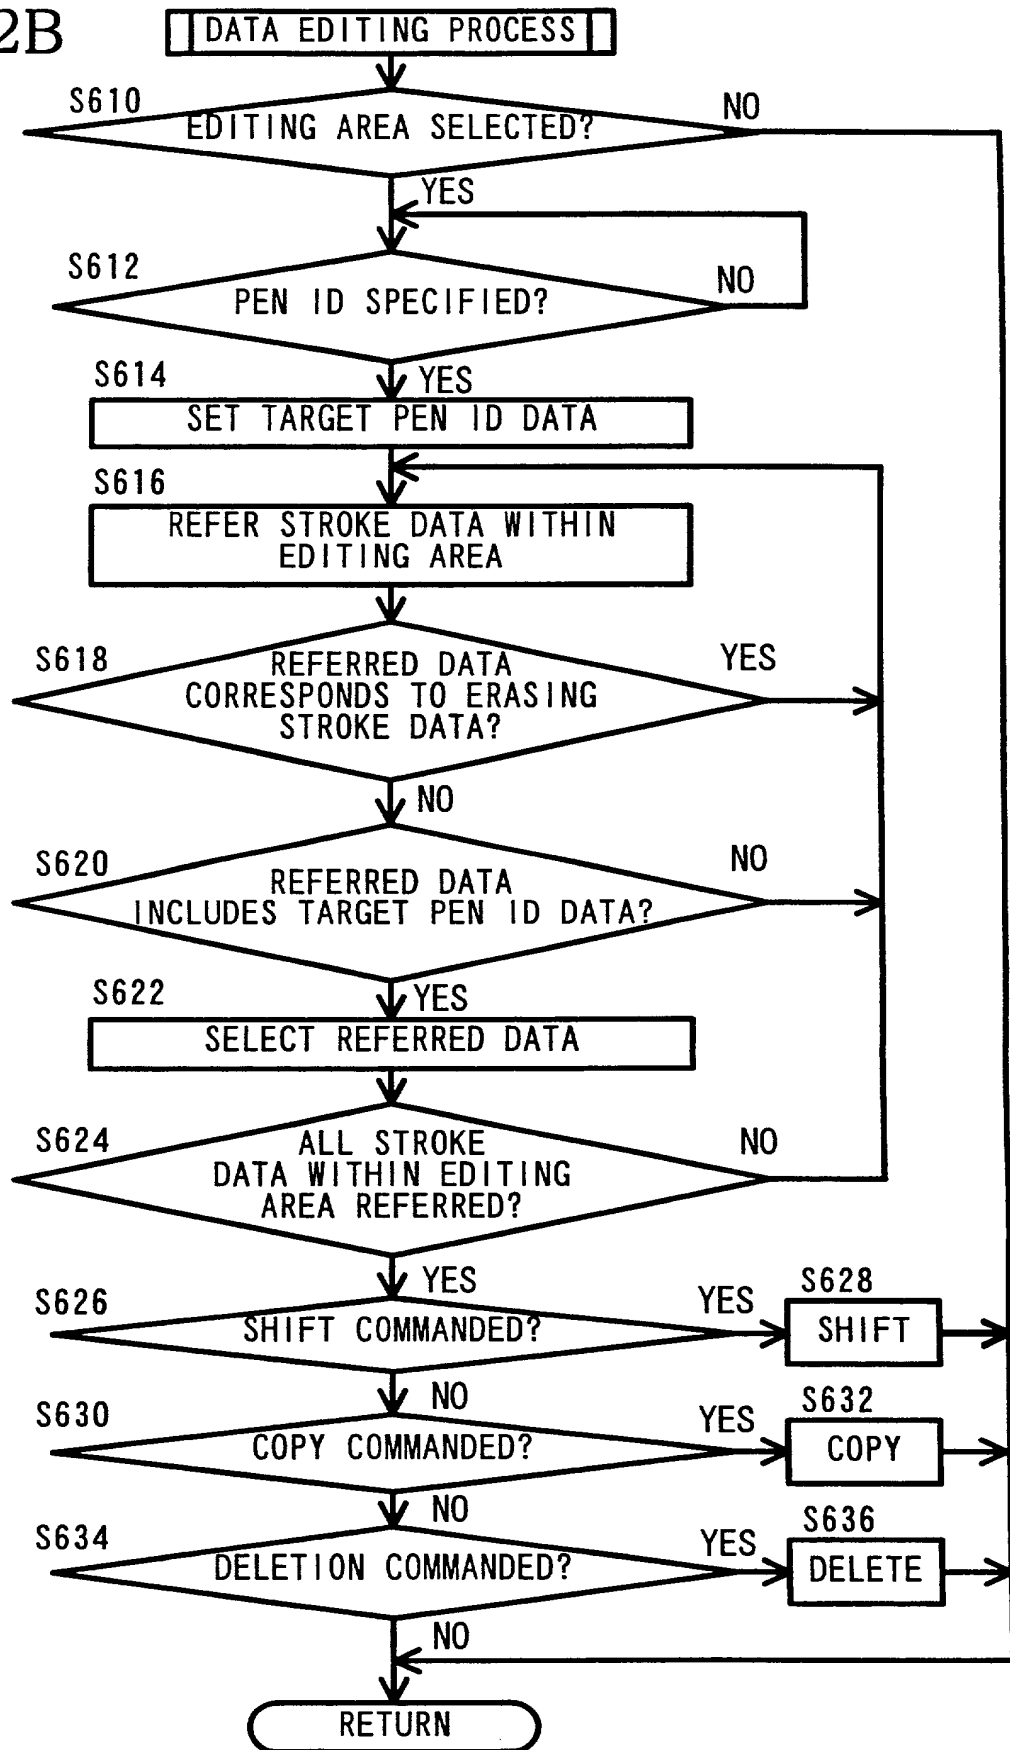 2B
DATA EDITING PROCESS
S610
EDITING AREA SELECTED?
NO
YES
S612
PEN ID SPECIFIED?
NO
YES
S614
SET TARGET PEN ID DATA
S616
REFER STROKE DATA WITHIN
EDITING AREA
S618
REFERRED DATA
CORRESPONDS TO ERASING
STROKE DATA?
YES
NO
S620
REFERRED DATA
INCLUDES TARGET PEN ID DATA?
NO
YES
S622
SELECT REFERRED DATA
S624
ALL STROKE
DATA WITHIN EDITING
AREA REFERRED?
NO
YES
S626
SHIFT COMMANDED?
YES
S628
SHIFT
NO
S630
COPY COMMANDED?
YES
S632
COPY
NO
S634
DELETION COMMANDED?
YES
S636
DELETE
NO
RETURN